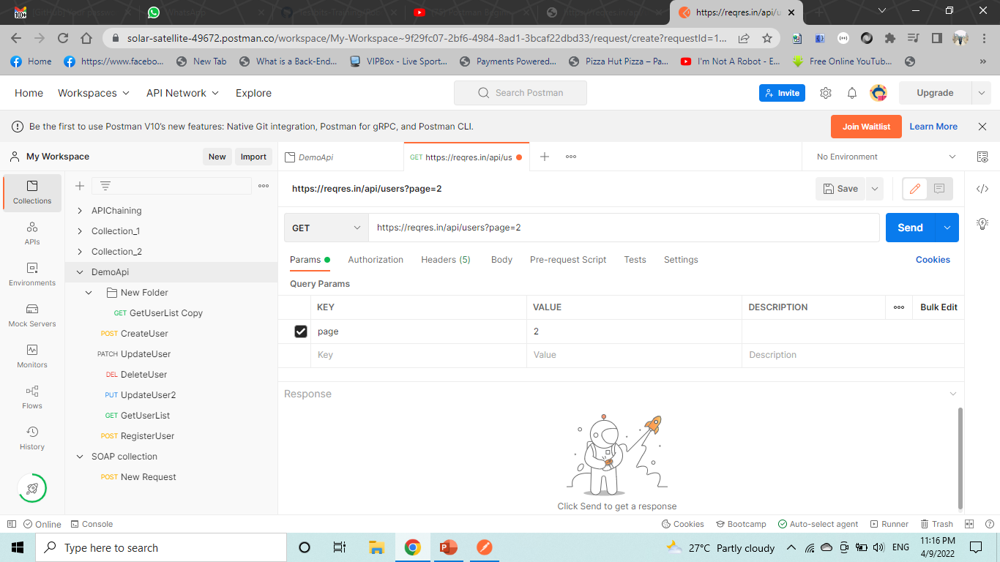 100+
WhatsApp
https://reqres.in/api/u
solar-satellite-49672.postman.co/workspace/My-Workspace~9f29fc07-2bf6-4984-8ad1-3bcaf22dbd33/request/create?requestId=1...
Home https://www.facebo... New Tab What is a Back-End... VIPBox - Live Sport... Payments Powered... Pizza Hut Pizza – Pa... I'm Not A Robot - E... Free Online YouTub... »
Home Workspaces API Network Explore Search Postman Invite Upgrade
Be the first to use Postman V10's new features: Native Git integration, Postman for gRPC, and Postman CLI. Join Waitlist Learn More
My Workspace New Import DemoApi GET https://reqres.in/api/us No Environment
Collections
APIs
Environments
Mock Servers
Monitors
Flows
History
APIChaining
Collection_1
Collection_2
DemoApi
New Folder
GET GetUserList Copy
POST CreateUser
PATCH UpdateUser
DEL DeleteUser
PUT UpdateUser2
GET GetUserList
POST RegisterUser
SOAP collection
POST New Request
https://reqres.in/api/users?page=2 Save
GET https://reqres.in/api/users?page=2 Send
Params Authorization Headers (5) Body Pre-request Script Tests Settings Cookies
Query Params
KEY VALUE DESCRIPTION Bulk Edit
page 2
Key Value Description
Response
Click Send to get a response
Online Console Cookies Bootcamp Auto-select agent Runner Trash
Type here to search 27°C Partly cloudy ENG 11:16 PM
4/9/2022